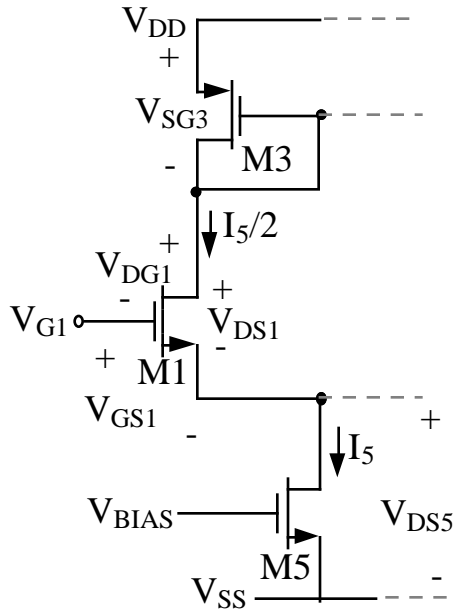 V_DD
+
V_SG3
M3
-
+
I_5/2
V_DG1
-
+
V_G1
V_DS1
+
-
M1
V_GS1
-
+
I_5
V_BIAS
V_DS5
M5
V_SS
-